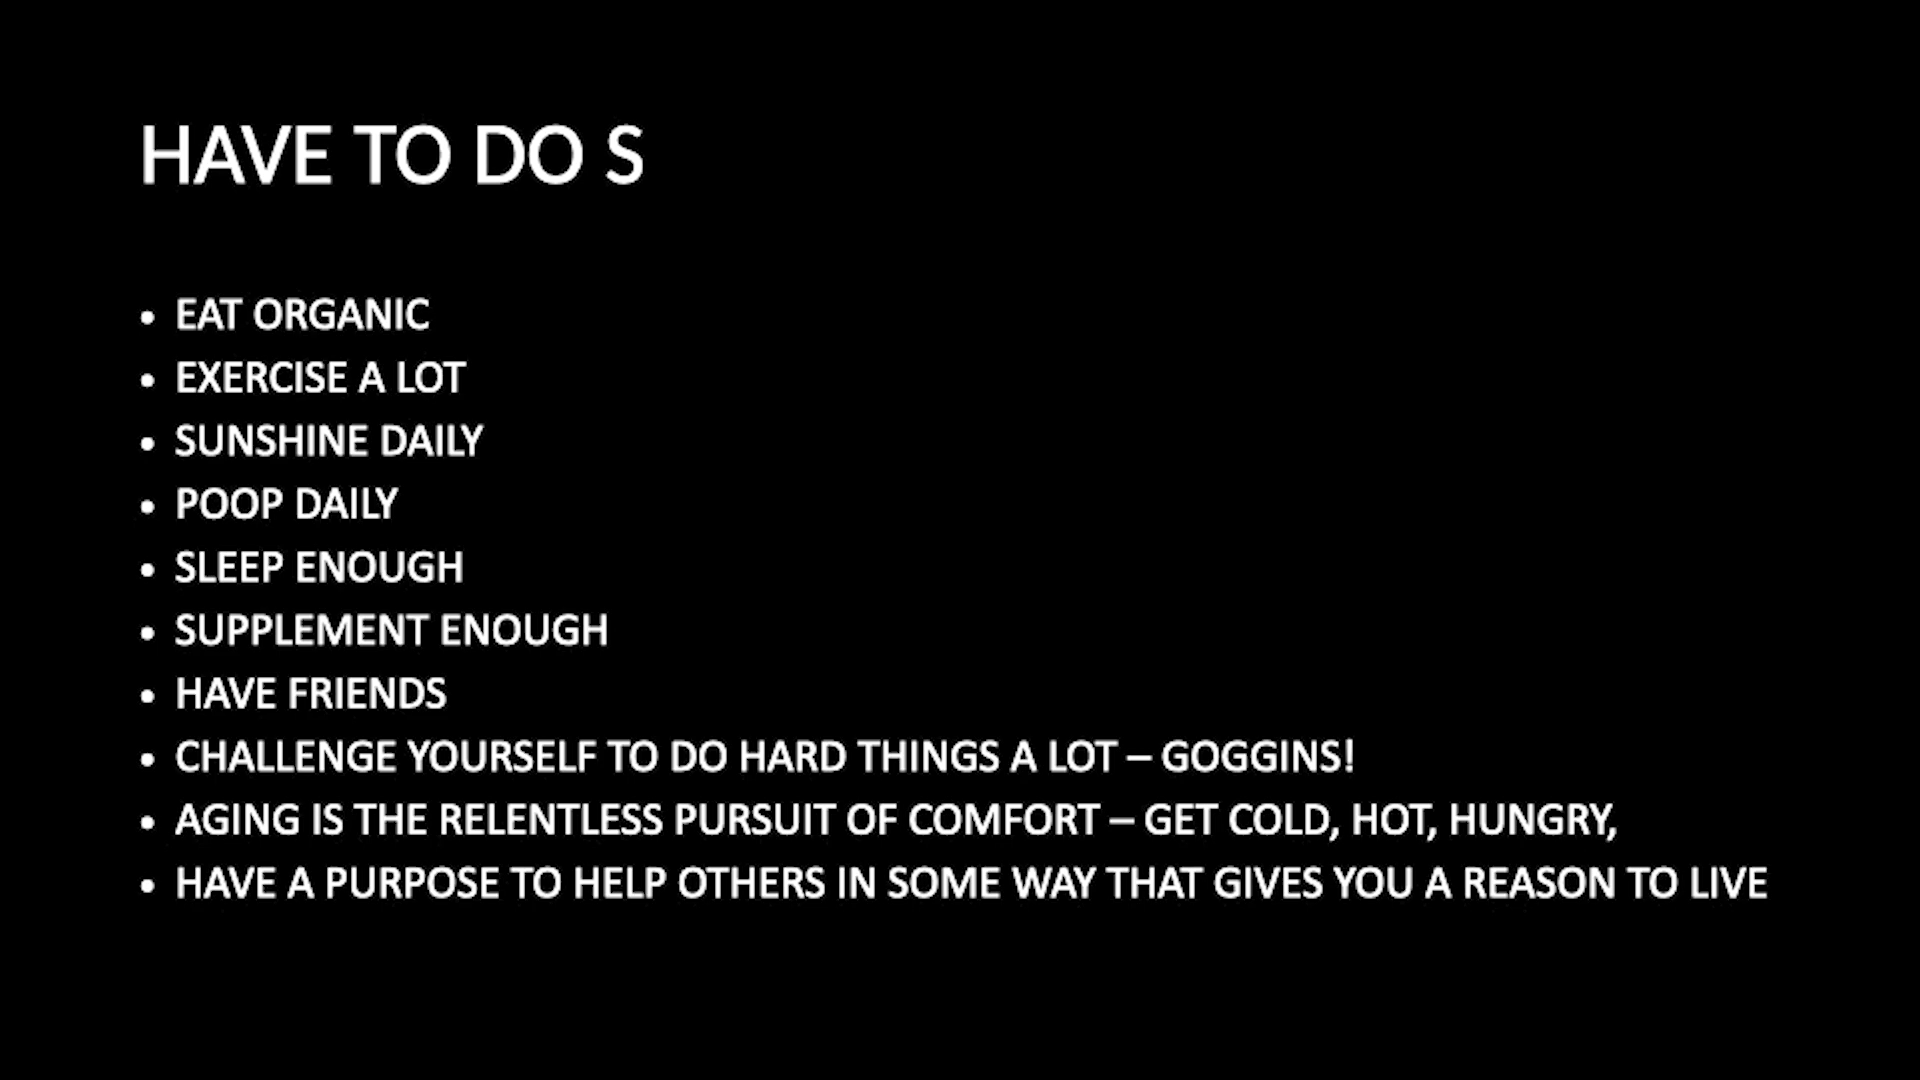 HAVE TO DO S
• EAT ORGANIC
• EXERCISE A LOT
• SUNSHINE DAILY
• POOP DAILY
• SLEEP ENOUGH
• SUPPLEMENT ENOUGH
• HAVE FRIENDS
• CHALLENGE YOURSELF TO DO HARD THINGS A LOT – GOGGINS!
• AGING IS THE RELENTLESS PURSUIT OF COMFORT – GET COLD, HOT, HUNGRY,
• HAVE A PURPOSE TO HELP OTHERS IN SOME WAY THAT GIVES YOU A REASON TO LIVE